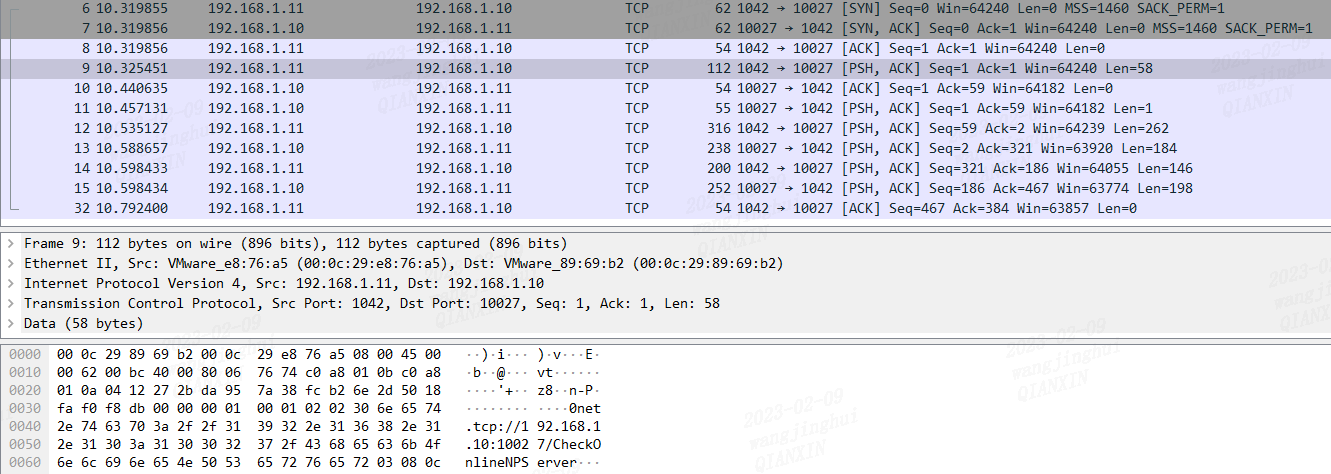 6 10.319855 192.168.1.11 192.168.1.10 TCP 62 1042 → 10027 [SYN] Seq=0 Win=64240 Len=0 MSS=1460 SACK_PERM=1
7 10.319856 192.168.1.10 192.168.1.11 TCP 62 10027 → 1042 [SYN, ACK] Seq=0 Ack=1 Win=64240 Len=0 MSS=1460 SACK_PERM=1
8 10.319856 192.168.1.11 192.168.1.10 TCP 54 1042 → 10027 [ACK] Seq=1 Ack=1 Win=64240 Len=0
9 10.325451 192.168.1.11 192.168.1.10 TCP 112 1042 → 10027 [PSH, ACK] Seq=1 Ack=1 Win=64240 Len=58
10 10.440635 192.168.1.10 192.168.1.11 TCP 54 10027 → 1042 [ACK] Seq=1 Ack=59 Win=64182 Len=0
11 10.457131 192.168.1.10 192.168.1.11 TCP 55 10027 → 1042 [PSH, ACK] Seq=1 Ack=59 Win=64182 Len=1
12 10.535127 192.168.1.11 192.168.1.10 TCP 316 1042 → 10027 [PSH, ACK] Seq=59 Ack=2 Win=64239 Len=262
13 10.588657 192.168.1.10 192.168.1.11 TCP 238 10027 → 1042 [PSH, ACK] Seq=2 Ack=321 Win=63920 Len=184
14 10.598433 192.168.1.11 192.168.1.10 TCP 200 1042 → 10027 [PSH, ACK] Seq=321 Ack=186 Win=64055 Len=146
15 10.598434 192.168.1.10 192.168.1.11 TCP 252 10027 → 1042 [PSH, ACK] Seq=186 Ack=467 Win=63774 Len=198
32 10.792400 192.168.1.11 192.168.1.10 TCP 54 1042 → 10027 [ACK] Seq=467 Ack=384 Win=63857 Len=0
Frame 9: 112 bytes on wire (896 bits), 112 bytes captured (896 bits)
Ethernet II, Src: VMware_e8:76:a5 (00:0c:29:e8:76:a5), Dst: VMware_89:69:b2 (00:0c:29:89:69:b2)
Internet Protocol Version 4, Src: 192.168.1.11, Dst: 192.168.1.10
Transmission Control Protocol, Src Port: 1042, Dst Port: 10027, Seq: 1, Ack: 1, Len: 58
Data (58 bytes)
0000 00 0c 29 89 69 b2 00 0c 29 e8 76 a5 08 00 45 00 ··)·i··· )·v···E·
0010 00 62 00 bc 40 00 80 06 76 74 c0 a8 01 0b c0 a8 ·b··@··· vt······
0020 01 0a 04 12 27 2b da 95 7a 38 fc b2 6e 2d 50 18 ····'+·· z8··n-P·
0030 fa f0 f8 db 00 00 00 01 00 01 02 02 30 6e 65 74 ········ ····0net
0040 2e 74 63 70 3a 2f 2f 31 39 32 2e 31 36 38 2e 31 .tcp://1 92.168.1
0050 2e 31 30 3a 31 30 30 32 37 2f 43 68 65 63 6b 4f .10:1002 7/CheckO
0060 6e 6c 69 6e 65 4e 50 53 65 72 76 65 72 03 08 0c nlineNPS erver···
2023-02-09
wangjinghui
QIANXIN